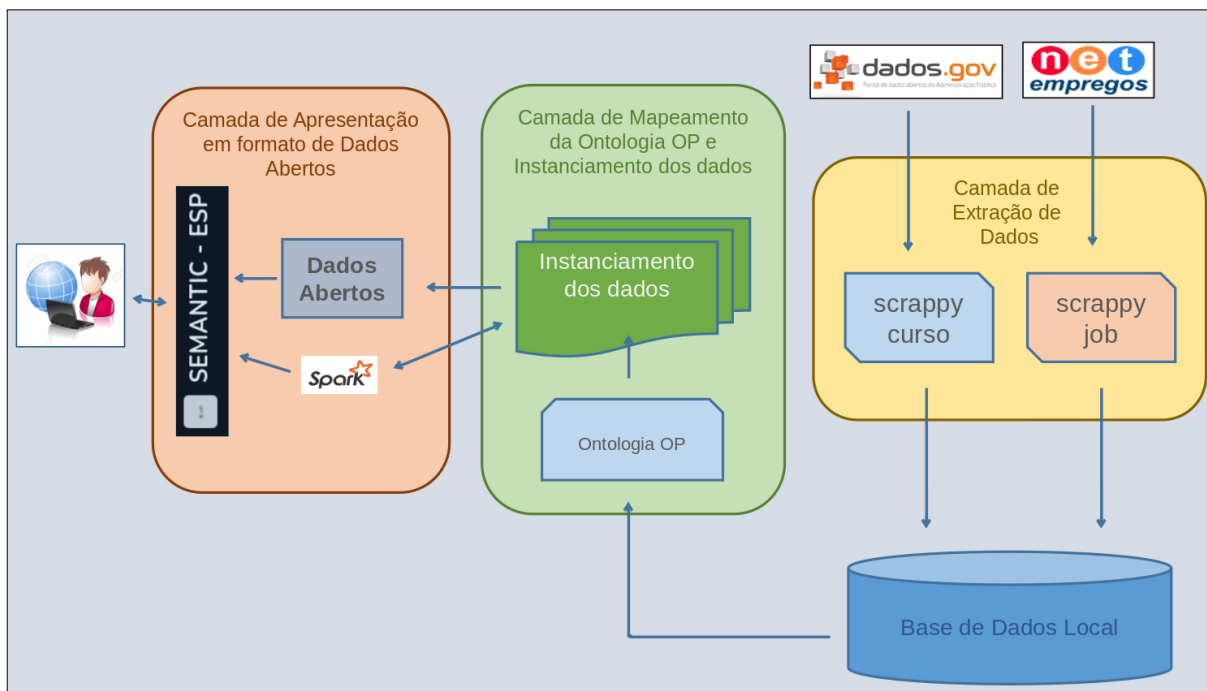 dados.gov
Portal de dados abertos da Administração Pública
net
empregos
Camada de Apresentação
em formato de Dados
Abertos
SEMANTIC - ESP
Dados
Abertos
Spark
Camada de Mapeamento
da Ontologia OP e
Instanciamento dos dados
Instanciamento
dos dados
Ontologia OP
Camada de
Extração de
Dados
scrappy
curso
scrappy
job
Base de Dados Local